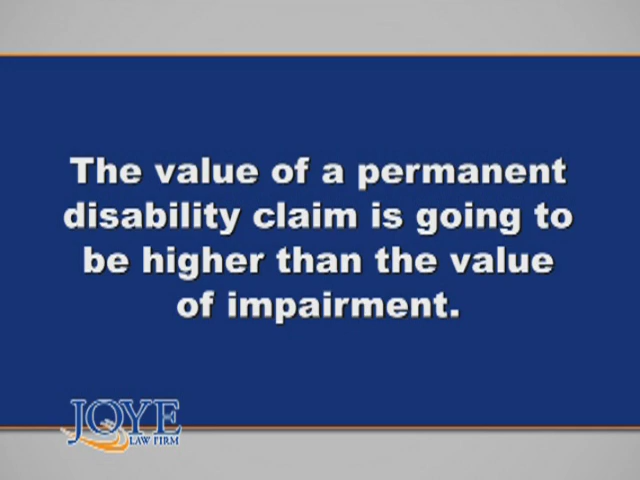 The value of a permanent
disability claim is going to
be higher than the value
of impairment.
JOYE
LAW FIRM